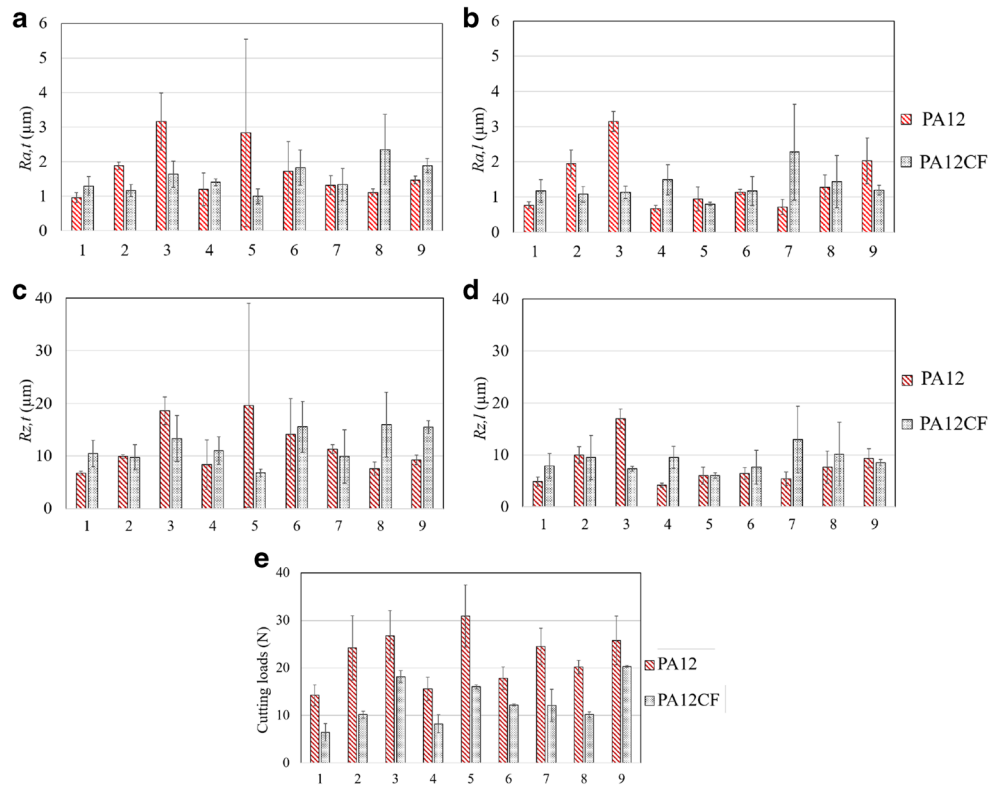 a
6
5
4
3
2
1
0
Ra,t (µm)
1 2 3 4 5 6 7 8 9
b
6
5
4
3
2
1
0
Ra,l (µm)
1 2 3 4 5 6 7 8 9
PA12
PA12CF
c
40
30
20
10
0
Rz,t (µm)
1 2 3 4 5 6 7 8 9
d
40
30
20
10
0
Rz,l (µm)
1 2 3 4 5 6 7 8 9
PA12
PA12CF
e
40
30
20
10
0
Cutting loads (N)
1 2 3 4 5 6 7 8 9
PA12
PA12CF